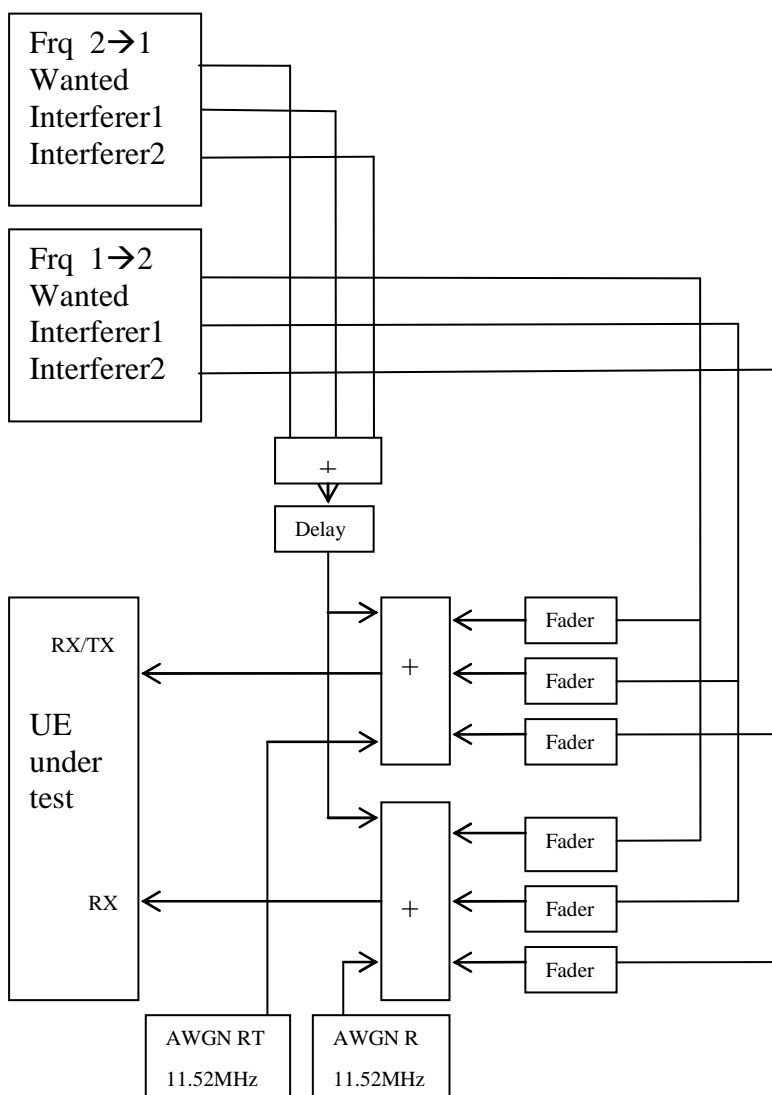 Frq 2→1
Wanted
Interferer1
Interferer2
Frq 1→2
Wanted
Interferer1
Interferer2
+
Delay
RX/TX
UE
under
test
RX
+
Fader
Fader
Fader
+
Fader
Fader
Fader
AWGN RT
11.52MHz
AWGN R
11.52MHz